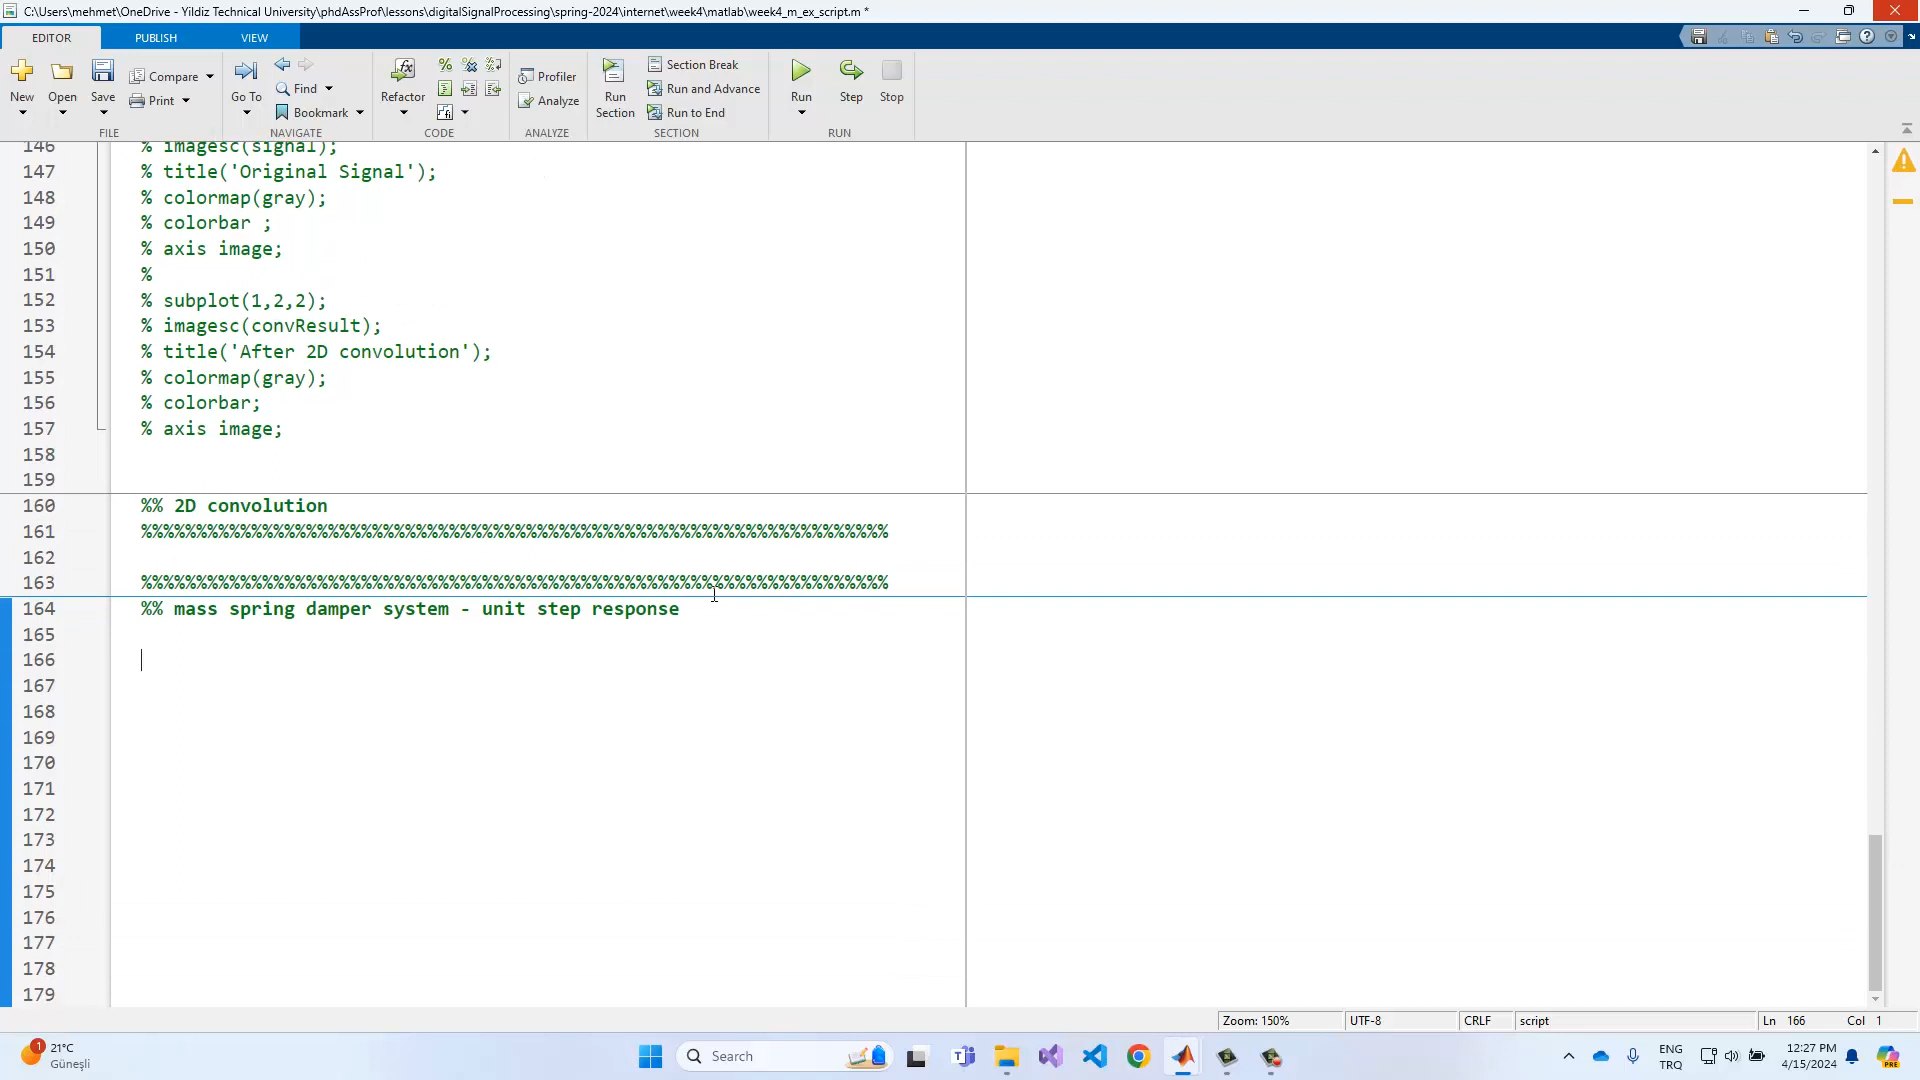 C:\Users\mehmet\OneDrive - Yildiz Technical University\phdAssProf\lessons\digitalSignalProcessing\spring-2024\internet\week4\matlab\week4_m_ex_script.m *
EDITOR PUBLISH VIEW
New Open Save Compare Print Go To Find Bookmark Refactor Profiler Analyze Run Section Section Break Run and Advance Run to End Run Step Stop
FILE NAVIGATE CODE ANALYZE SECTION RUN
146 % imagesc(signal);
147 % title('Original Signal');
148 % colormap(gray);
149 % colorbar ;
150 % axis image;
151 %
152 % subplot(1,2,2);
153 % imagesc(convResult);
154 % title('After 2D convolution');
155 % colormap(gray);
156 % colorbar;
157 % axis image;
158
159
160 %% 2D convolution
161 %%%%%%%%%%%%%%%%%%%%%%%%%%%%%%%%%%%%%%%%%%%%%%%%%%%%%%%%%%%%%%%%%%%%
162
163 %%%%%%%%%%%%%%%%%%%%%%%%%%%%%%%%%%%%%%%%%%%%%%%%%%%%%%%%%%%%%%%%%%%%
164 %% mass spring damper system - unit step response
165
166
167
168
169
170
171
172
173
174
175
176
177
178
179
Zoom: 150% UTF-8 CRLF script Ln 166 Col 1
1 21°C
Güneşli
Search
ENG
TRQ
12:27 PM
4/15/2024
PRE